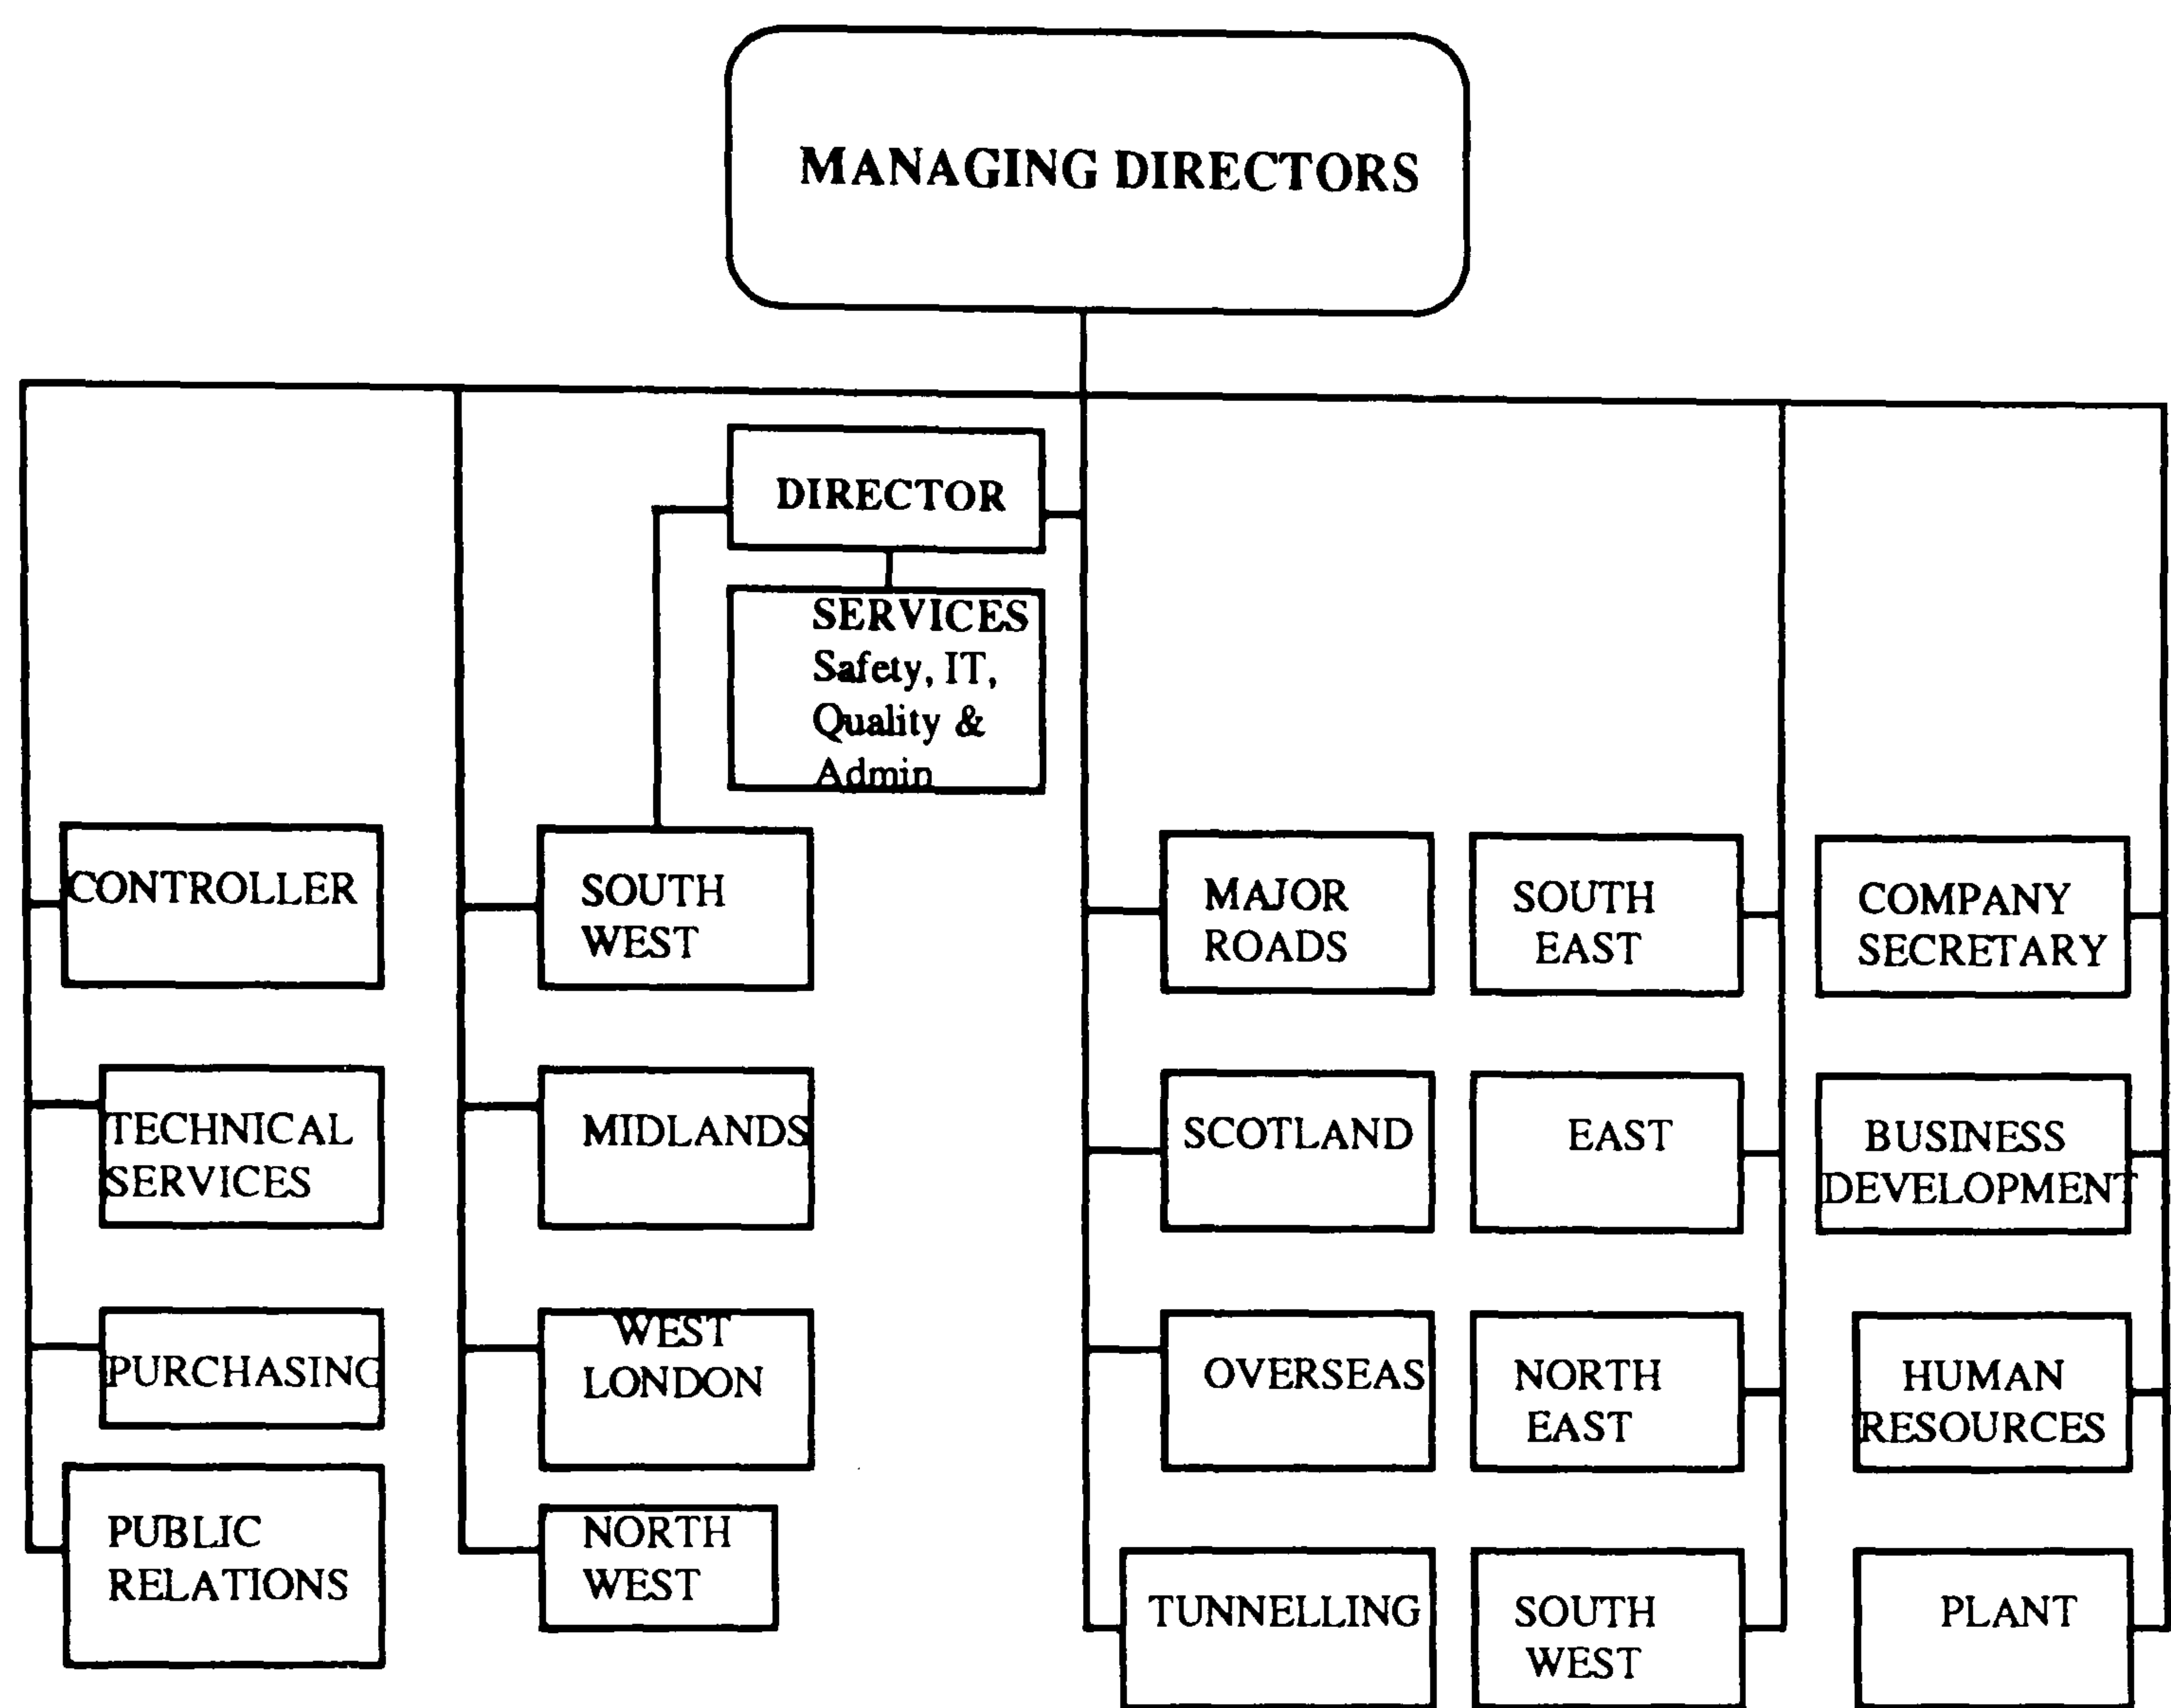 MANAGING DIRECTORS
DIRECTOR
SERVICES
Safety, IT,
Quality &
Admin
CONTROLLER
SOUTH
WEST
MAJOR
ROADS
SOUTH
EAST
COMPANY
SECRETARY
TECHNICAL
SERVICES
MIDLANDS
SCOTLAND
EAST
BUSINESS
DEVELOPMENT
PURCHASING
WEST
LONDON
OVERSEAS
NORTH
EAST
HUMAN
RESOURCES
PUBLIC
RELATIONS
NORTH
WEST
TUNNELLING
SOUTH
WEST
PLANT